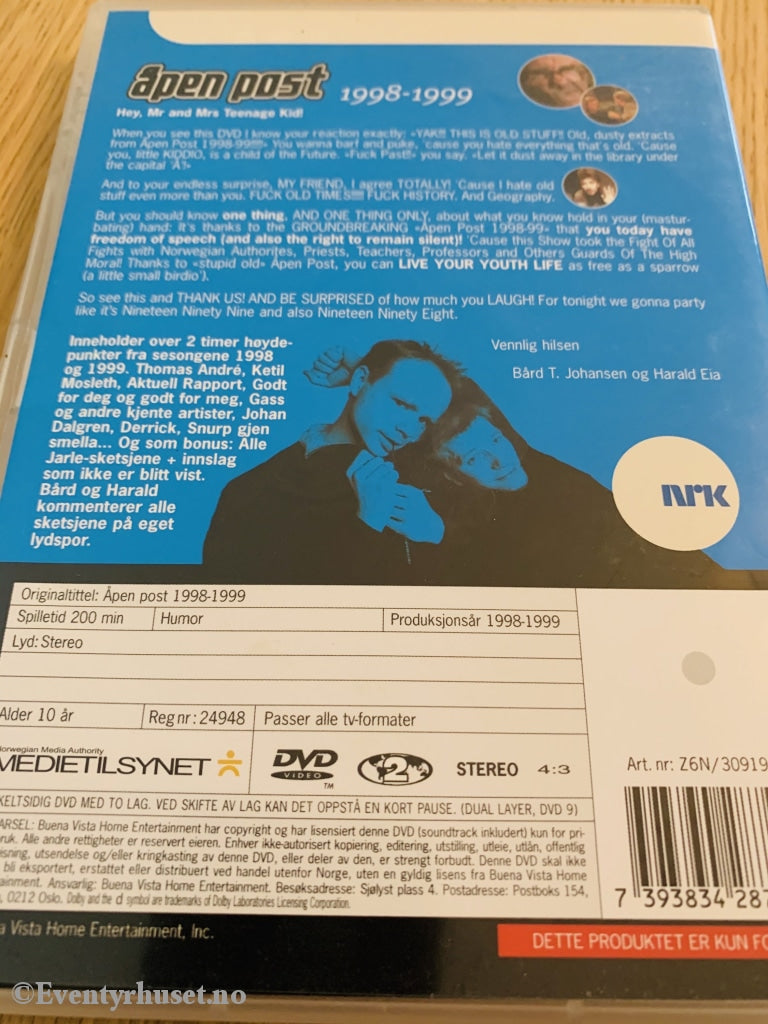 åpen post 1998-1999
Hey, Mr and Mrs Teenage Kid!
When you see this DVD I know your reaction exactly: «YAK!!! THIS IS OLD STUFF!! Old, dusty extracts
from Åpen Post 1998-99!!!!» You wanna barf and puke, 'cause you hate everything that's old. 'Cause
you, little KIDDIO, is a child of the Future. «Fuck Past!!» you say. «Let it dust away in the library under
the capital 'A'!»
And to your endless surprise, MY FRIEND, I agree TOTALLY! 'Cause I hate old
stuff even more than you. FUCK OLD TIMES!!!!! FUCK HISTORY. And Geography.
But you should know one thing, AND ONE THING ONLY, about what you know hold in your (mastur-
bating) hand: It's thanks to the GROUNDBREAKING «Åpen Post 1998-99» that you today have
freedom of speech (and also the right to remain silent)! 'Cause this Show took the Fight Of All
Fights with Norwegian Authorites, Priests, Teachers, Professors and Others Guards Of The High
Moral! Thanks to «stupid old» Åpen Post, you can LIVE YOUR YOUTH LIFE as free as a sparrow
(a little small birdio').
So see this and THANK US! AND BE SURPRISED of how much you LAUGH! For tonight we gonna party
like it's Nineteen Ninety Nine and also Nineteen Ninety Eight.
Vennlig hilsen
Bård T. Johansen og Harald Eia
Inneholder over 2 timer høyde-
punkter fra sesongene 1998
og 1999. Thomas André, Ketil
Mosleth, Aktuell Rapport, Godt
for deg og godt for meg, Gass
og andre kjente artister, Johan
Dalgren, Derrick, Snurp gjen
smella... Og som bonus: Alle
Jarle-sketsjene + innslag
som ikke er blitt vist.
Bård og Harald
kommenterer alle
sketsjene på eget
lydspor.
NRK
Originaltittel: Åpen post 1998-1999
Spilletid 200 min Humor Produksjonsår 1998-1999
Lyd: Stereo
Alder 10 år Reg nr: 24948 Passer alle tv-formater
Norwegian Media Authority
MEDIETILSYNET DVD VIDEO TM 2 STEREO 4:3
Art. nr: Z6N/30919
KELTSIDIG DVD MED TO LAG. VED SKIFTE AV LAG KAN DET OPPSTÅ EN KORT PAUSE. (DUAL LAYER, DVD 9)
ARSEL: Buena Vista Home Entertainment har copyright og har lisensiert denne DVD (soundtrack inkludert) kun for pri-
ruk. Alle andre rettigheter er reservert eieren. Enhver ikke-autorisert kopiering, editering, utstilling, utleie, utlån, offentlig
isning, utsendelse og/eller kringkasting av denne DVD, eller deler av den, er strengt forbudt. Denne DVD skal ikke
bli eksportert, erstattet eller distribuert ved handel utenfor Norge, uten en gyldig lisens fra Buena Vista Home
ainment. Ansvarlig: Buena Vista Home Entertainment. Besøksadresse: Sjølyst plass 4. Postadresse: Postboks 154,
, 0212 Oslo. Dolby and the d symbol are trademarks of Dolby Laboratories Licensing Corporation.
7 393834 287
a Vista Home Entertainment, Inc.
DETTE PRODUKTET ER KUN FO
©Eventyrhuset.no